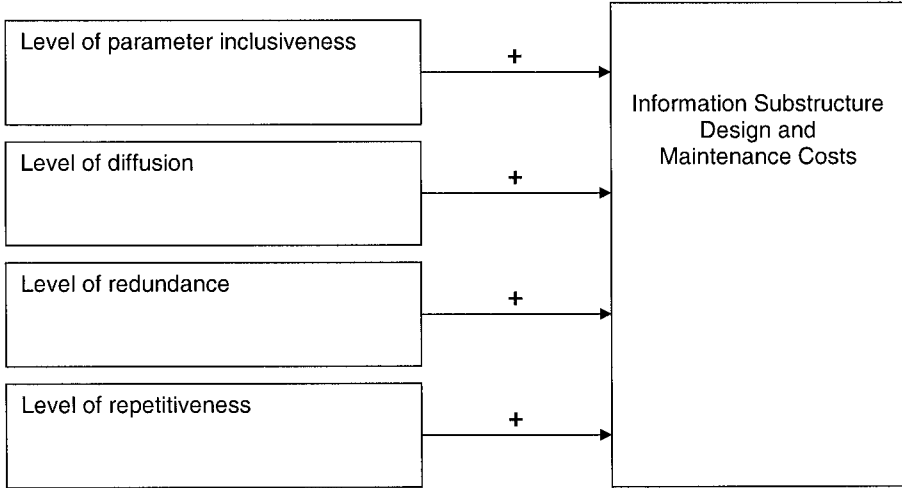 Level of parameter inclusiveness
+
Information Substructure
Design and
Maintenance Costs
Level of diffusion
+
Level of redundance
+
Level of repetitiveness
+